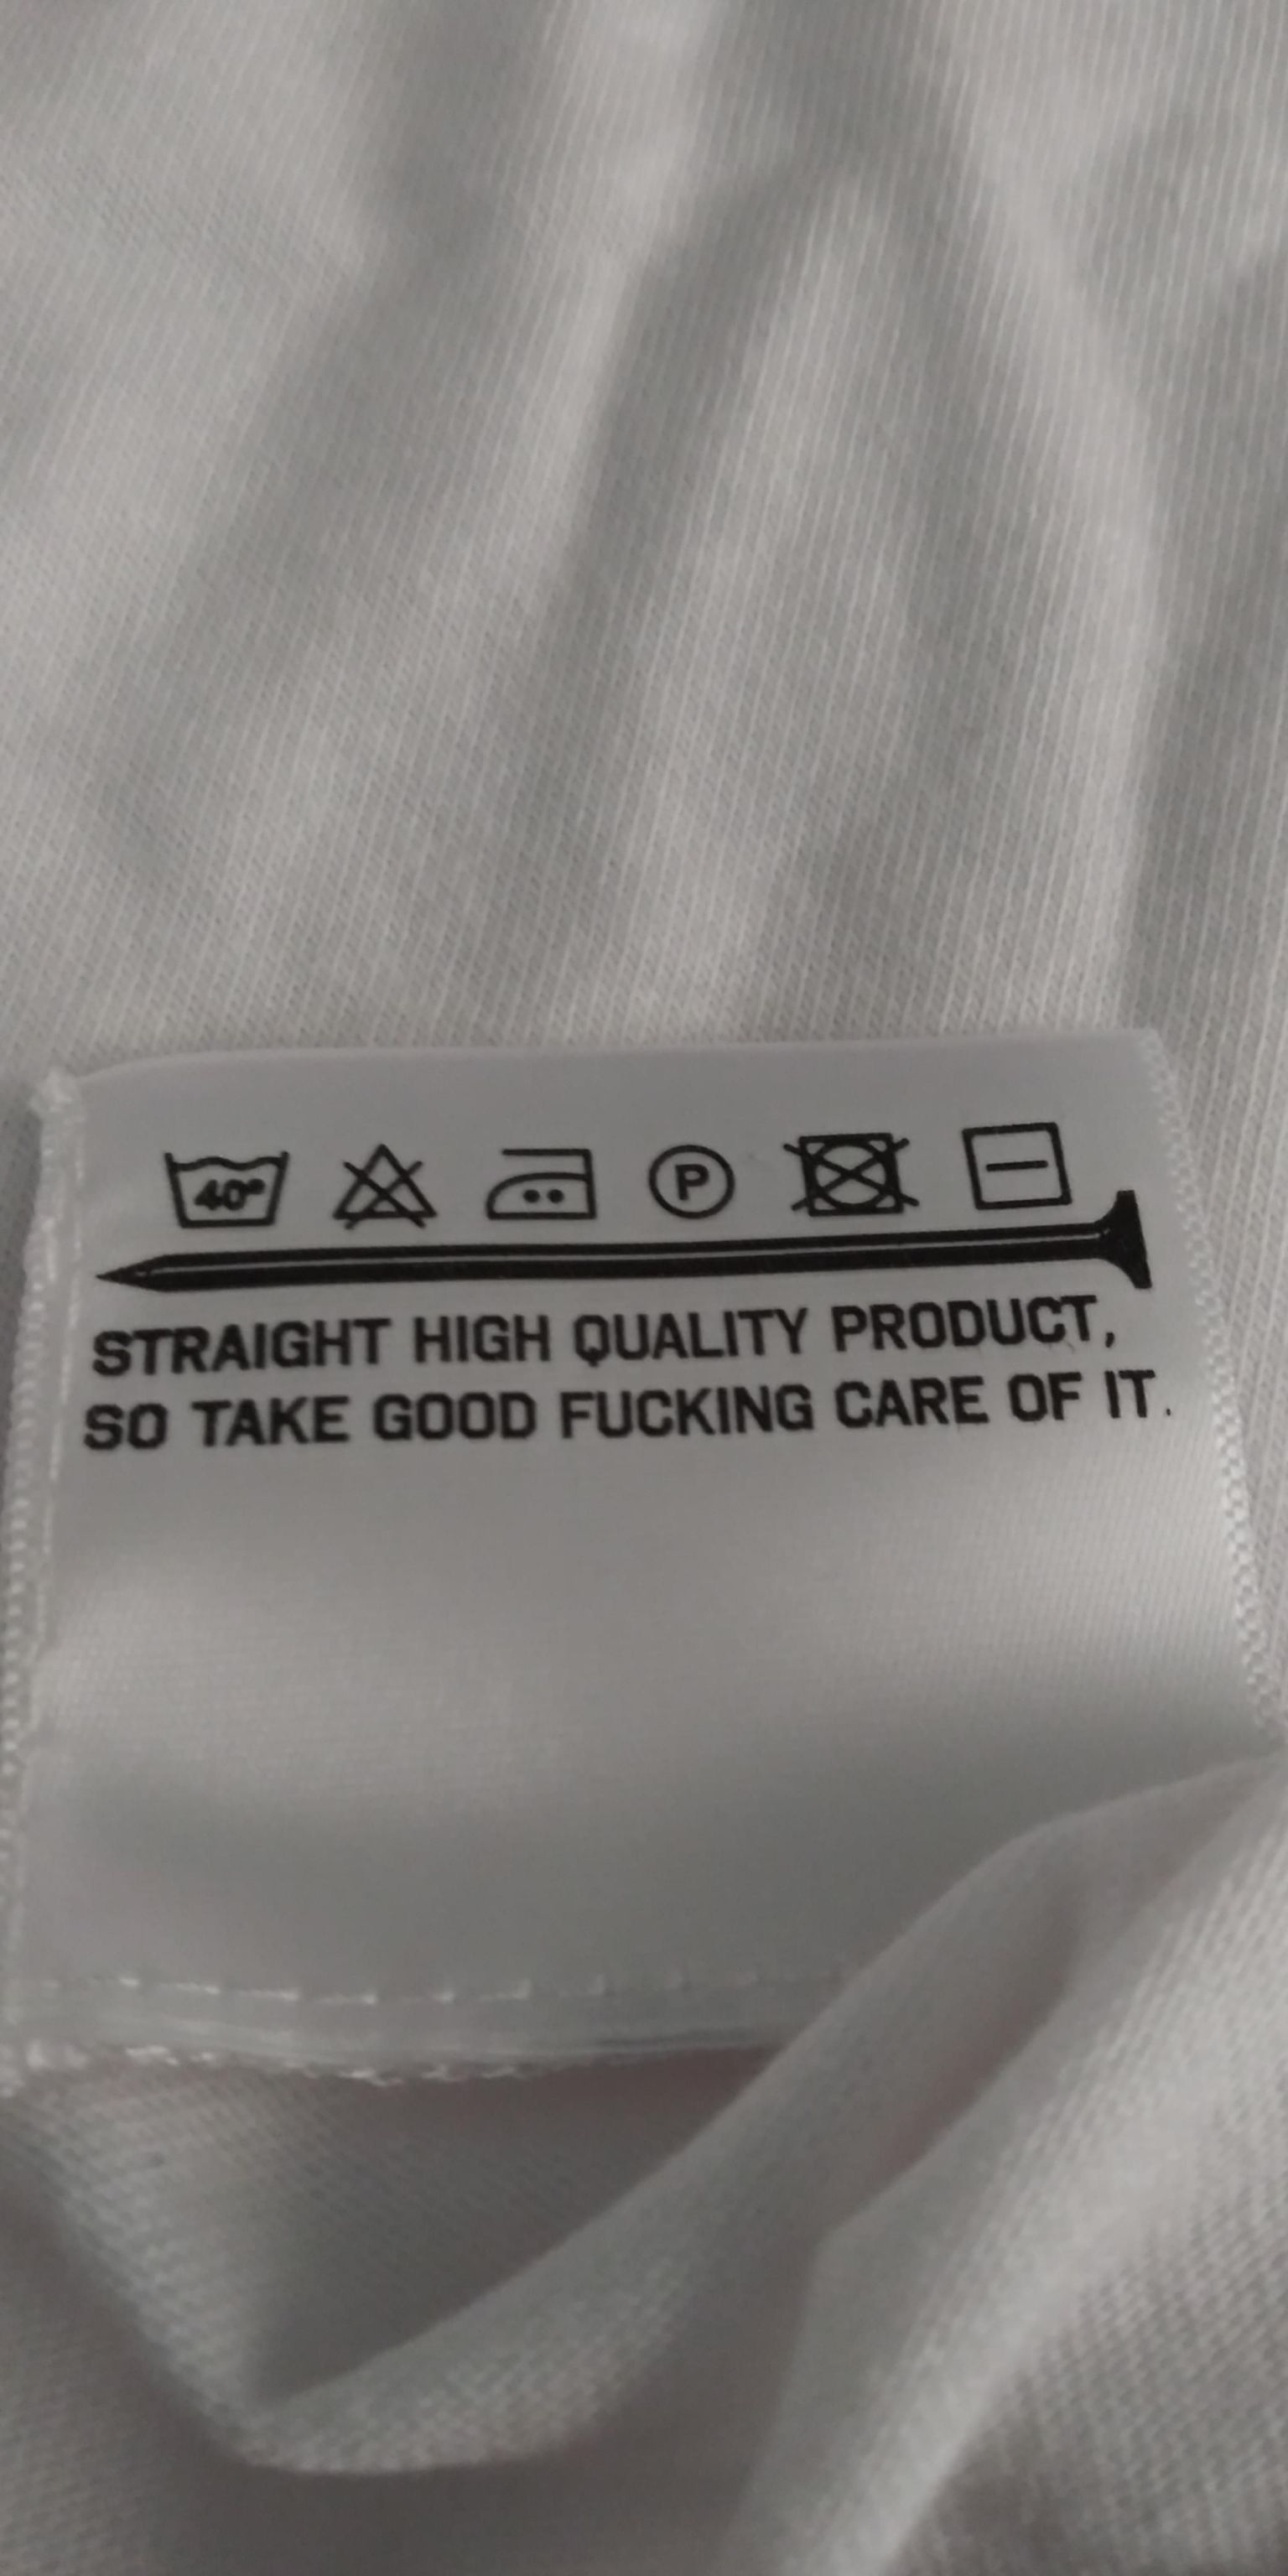 40°
P
STRAIGHT HIGH QUALITY PRODUCT,
SO TAKE GOOD FUCKING CARE OF IT.